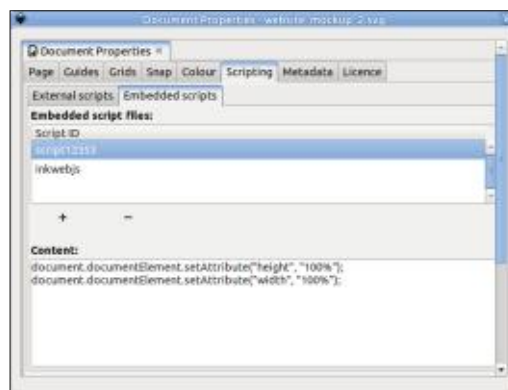 Document Properties - website mockup 2.svg
Document Properties
Page Guides Grids Snap Colour Scripting Metadata Licence
External scripts Embedded scripts
Embedded script files:
Script ID
inkwebjs
+ −
Content:
document.documentElement.setAttribute("height", "100%");
document.documentElement.setAttribute("width", "100%");